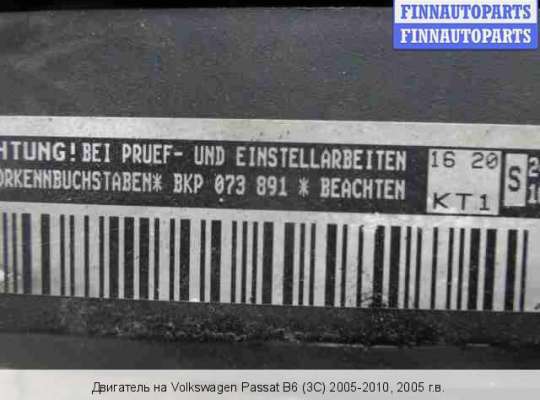 FINNAUTOPARTS
FINNAUTOPARTS
HTUNG! BEI PRUEF- UND EINSTELLARBEITEN
ORKENNBUCHSTABEN* BKP 073 891 * BEACHTEN
16 20
KT1
S
Двигатель на Volkswagen Passat B6 (3C) 2005-2010, 2005 г.в.